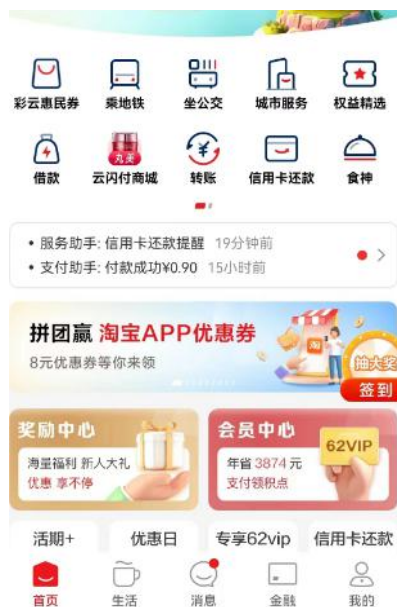 彩云惠民券 乘地铁 坐公交 城市服务 权益精选
丸美
借款 云闪付商城 转账 信用卡还款 食神
• 服务助手: 信用卡还款提醒 19分钟前
• 支付助手: 付款成功¥0.90 15小时前
拼团赢 淘宝APP优惠券
8元优惠券等你来领
淘
抽大奖
签到
奖励中心
海量福利 新人大礼
优惠 享不停
会员中心
年省 3874 元
支付领积点
62VIP
活期+ 优惠日 专享62vip 信用卡还款
首页 生活 消息 金融 我的